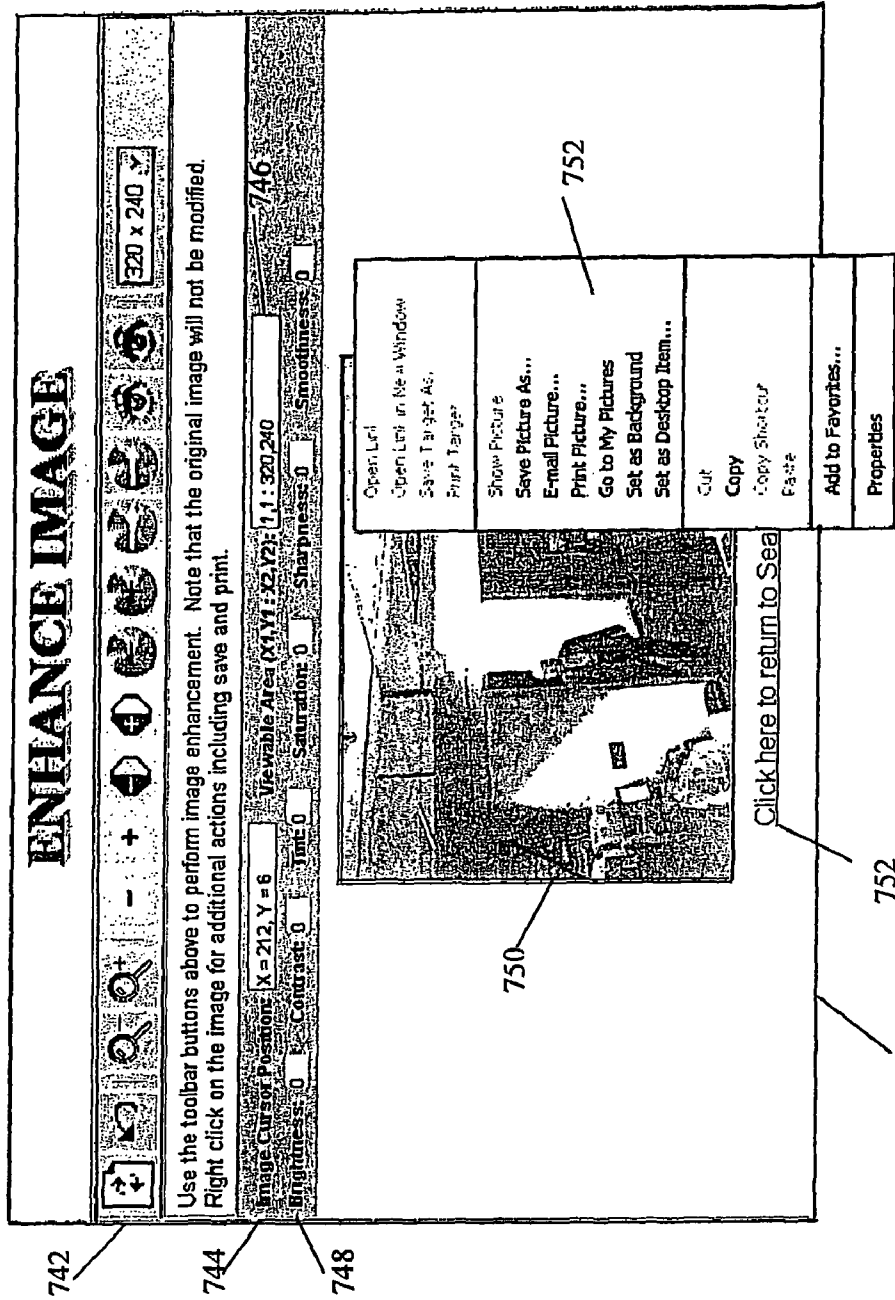 ENHANCE IMAGE
742
- +
320 x 240
Use the toolbar buttons above to perform image enhancement. Note that the original image will not be modified.
Right click on the image for additional actions including save and print.
744
Image Cursor Position: X = 212, Y = 6 Viewable Area (X1,Y1 : X2,Y2): 1,1 : 320,240
746
748
Brightness: 0 Contrast: 0 Tint: 0 Saturation: 0 Sharpness: 0 Smoothness: 0
750
Open Link
Open Link in New Window
Save Target As...
Print Target
Show Picture
Save Picture As...
E-mail Picture...
Print Picture...
Go to My Pictures
Set as Background
Set as Desktop Item...
752
Cut
Copy
Copy Shortcut
Paste
Add to Favorites...
Properties
Click here to return to Sea
752